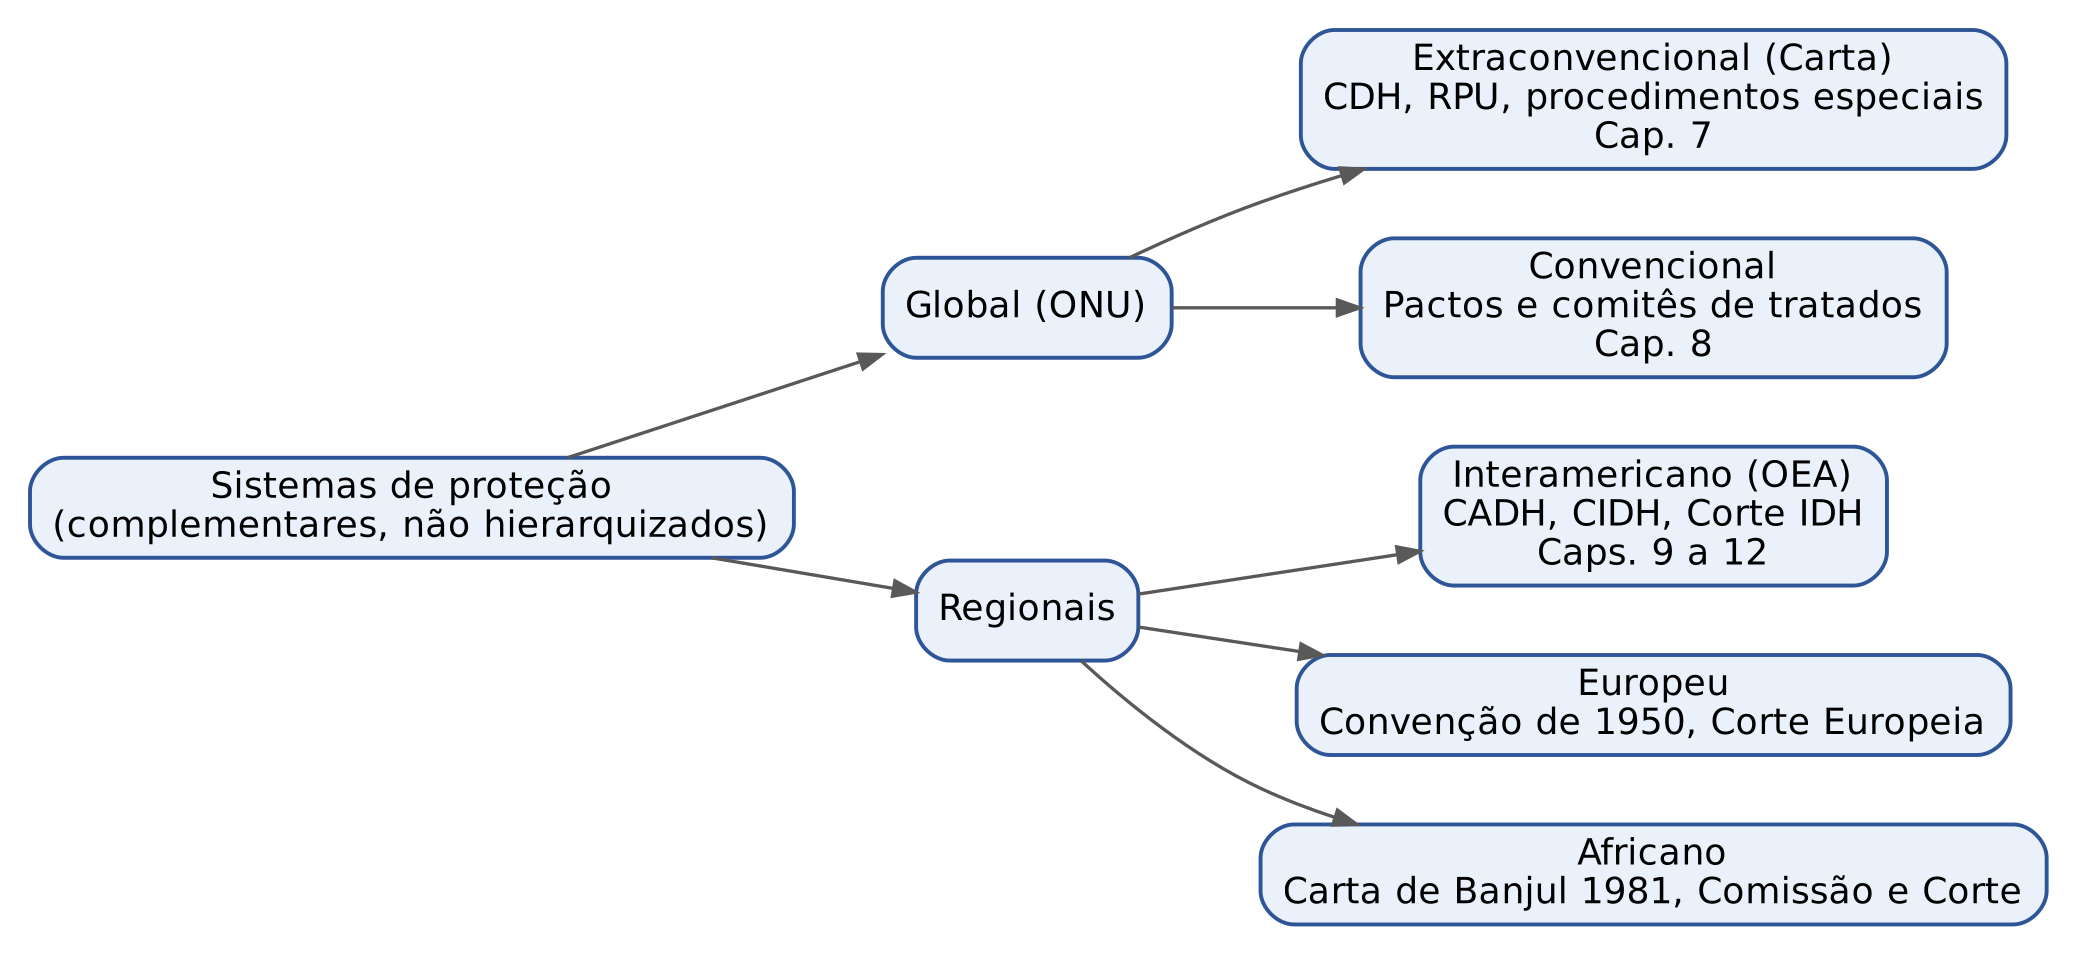 Sistemas de proteção
(complementares, não hierarquizados)
Global (ONU)
Extraconvencional (Carta)
CDH, RPU, procedimentos especiais
Cap. 7
Convencional
Pactos e comitês de tratados
Cap. 8
Regionais
Interamericano (OEA)
CADH, CIDH, Corte IDH
Caps. 9 a 12
Europeu
Convenção de 1950, Corte Europeia
Africano
Carta de Banjul 1981, Comissão e Corte